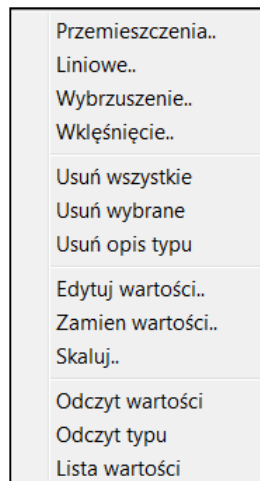 Przemieszczenia..
Liniowe..
Wybrzuszenie..
Wklęśnięcie..
Usuń wszystkie
Usuń wybrane
Usuń opis typu
Edytuj wartości..
Zamien wartości..
Skaluj..
Odczyt wartości
Odczyt typu
Lista wartości